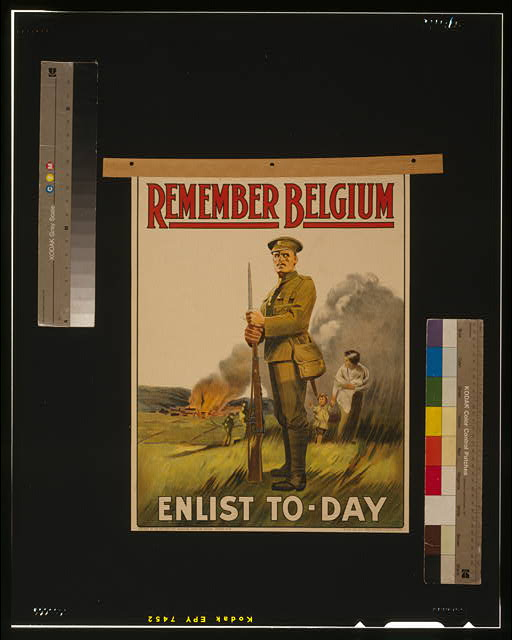 REMEMBER BELGIUM
ENLIST TO-DAY
KODAK Gray Scale
KODAK Color Control Patches
Kodak EPY 7452